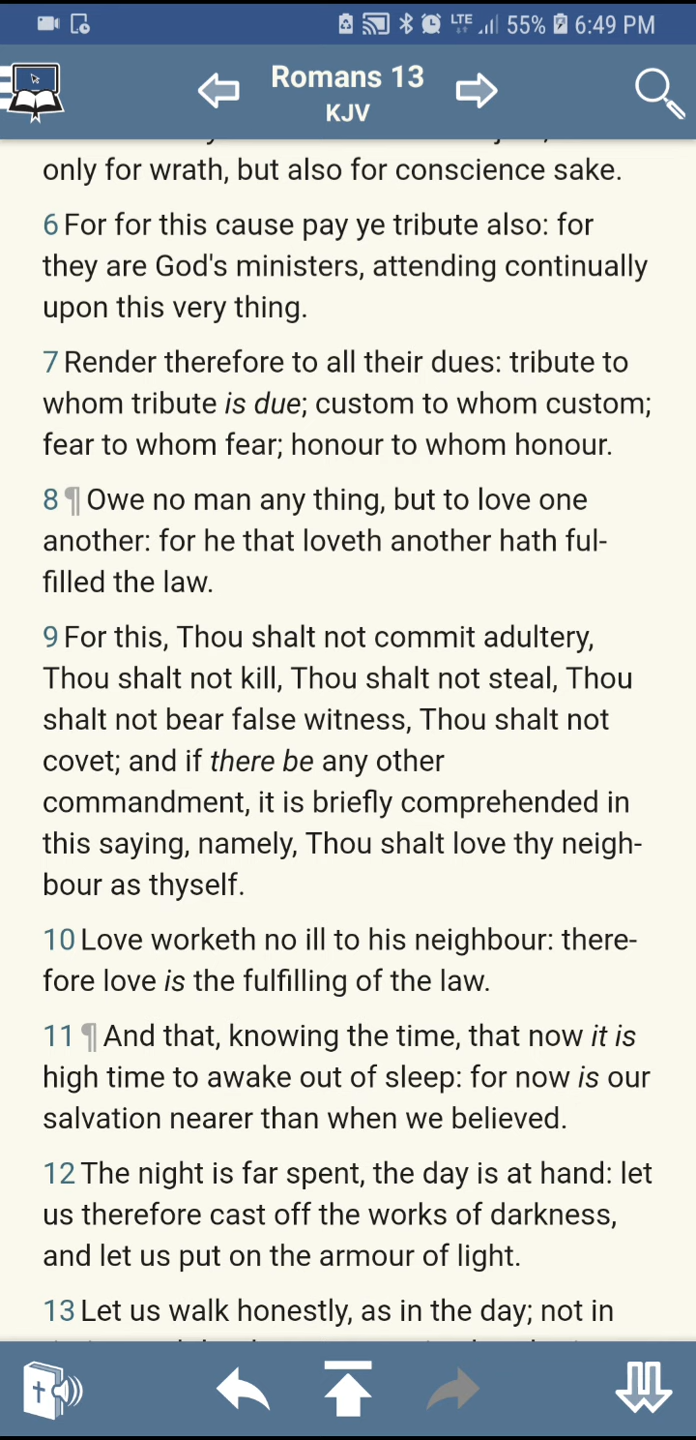 LTE 55% 6:49 PM
Romans 13
KJV
only for wrath, but also for conscience sake.
6 For for this cause pay ye tribute also: for
they are God's ministers, attending continually
upon this very thing.
7 Render therefore to all their dues: tribute to
whom tribute is due; custom to whom custom;
fear to whom fear; honour to whom honour.
8 ¶ Owe no man any thing, but to love one
another: for he that loveth another hath ful-
filled the law.
9 For this, Thou shalt not commit adultery,
Thou shalt not kill, Thou shalt not steal, Thou
shalt not bear false witness, Thou shalt not
covet; and if there be any other
commandment, it is briefly comprehended in
this saying, namely, Thou shalt love thy neigh-
bour as thyself.
10 Love worketh no ill to his neighbour: there-
fore love is the fulfilling of the law.
11 ¶ And that, knowing the time, that now it is
high time to awake out of sleep: for now is our
salvation nearer than when we believed.
12 The night is far spent, the day is at hand: let
us therefore cast off the works of darkness,
and let us put on the armour of light.
13 Let us walk honestly, as in the day; not in